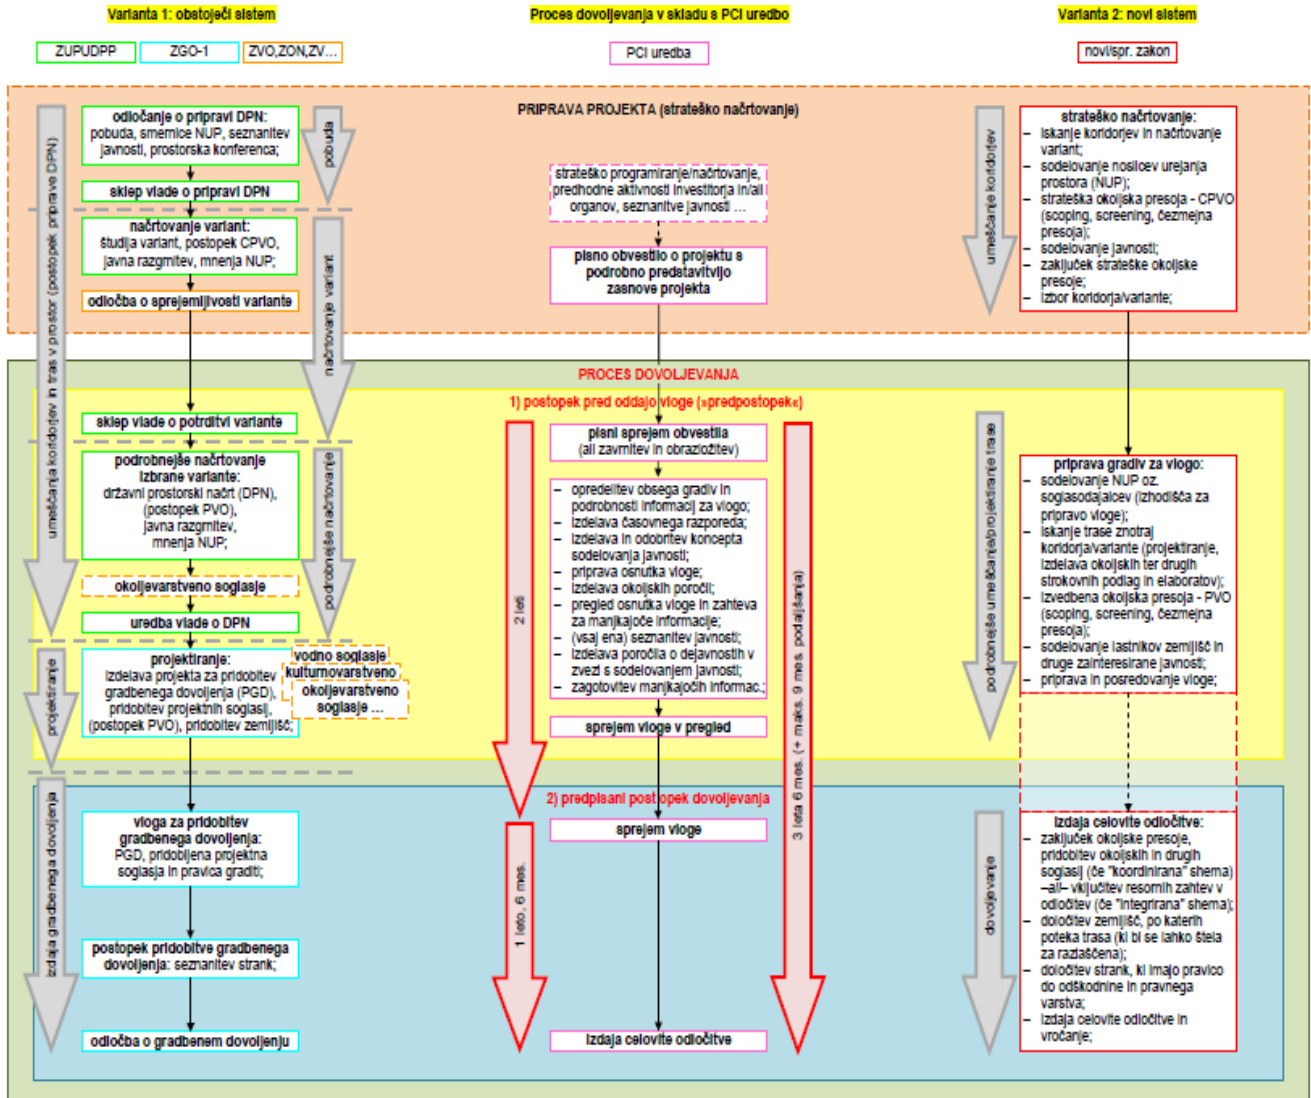 Varianta 1: obstoječi sistem
Proces dovoljevanja v skladu s PCI uredbo
Varianta 2: novi sistem
ZUPUDPP
ZGO-1
ZVO,ZON,ZV...
PCI uredba
novi/spr. zakon
PRIPRAVA PROJEKTA (strateško načrtovanje)
umeščanja koridorjev in tras v prostor (postopek priprave DPN)
odločanje o pripravi DPN:
pobuda, smernice NUP, seznanitev
javnosti, prostorska konferenca;
sklep vlade o pripravi DPN
pobuda
načrtovanje variant:
študija variant, postopek CPVO,
javna razgrnitev, mnenja NUP;
odločba o sprejemljivosti variante
načrtovanje variant
strateško programiranje/načrtovanje,
predhodne aktivnosti investitorja in/ali
organov, seznanitve javnosti ...
pisno obvestilo o projektu s
podrobno predstavitvijo
zasnove projekta
umeščanje koridorjev
strateško načrtovanje:
– iskanje koridorjev in načrtovanje
variant;
– sodelovanje nosilcev urejanja
prostora (NUP);
– strateška okoljska presoja - CPVO
(scoping, screening, čezmejna
presoja);
– sodelovanje javnosti;
– zaključek strateške okoljske
presoje;
– izbor koridorja/variante;
PROCES DOVOLJEVANJA
1) postopek pred oddajo vloge (»predpostopek«)
sklep vlade o potrditvi variante
podrobnejše načrtovanje
izbrane variante:
državni prostorski načrt (DPN),
(postopek PVO),
javna razgrnitev,
mnenja NUP;
okoljevarstveno soglasje
uredba vlade o DPN
podrobnejše načrtovanje
projektiranje
projektiranje:
izdelava projekta za pridobitev
gradbenega dovoljenja (PGD),
pridobitev projektnih soglasij,
(postopek PVO), pridobitev zemljišč;
vodno soglasje
kulturnovarstveno
okoljevarstveno
soglasje ...
2 leti
pisni sprejem obvestila
(ali zavrnitev in obrazložitev)
– opredelitev obsega gradiv in
podrobnosti informacij za vlogo;
– izdelava časovnega razporeda;
– izdelava in odobritev koncepta
sodelovanja javnosti;
– priprava osnutka vloge;
– izdelava okoljskih poročil;
– pregled osnutka vloge in zahteva
za manjkajoče informacije;
– (vsaj ena) seznanitev javnosti;
– izdelava poročila o dejavnostih v
zvezi s sodelovanjem javnosti;
– zagotovitev manjkajočih informac.;
sprejem vloge v pregled
3 leta 6 mes. (+ maks. 9 mes. podaljšanja)
podrobnejše umeščanje/projektiranje trase
priprava gradiv za vlogo:
– sodelovanje NUP oz.
soglasodajalcev (izhodišča za
pripravo vloge);
– iskanje trase znotraj
koridorja/variante (projektiranje,
izdelava okoljskih ter drugih
strokovnih podlag in elaboratov);
– izvedbena okoljska presoja - PVO
(scoping, screening, čezmejna
presoja);
– sodelovanje lastnikov zemljišč in
druge zainteresirane javnosti;
– priprava in posredovanje vloge;
2) predpisani postopek dovoljevanja
izdaja gradbenega dovoljenja
vloga za pridobitev
gradbenega dovoljenja:
PGD, pridobljena projektna
soglasja in pravica graditi;
postopek pridobitve gradbenega
dovoljenja: seznanitev strank;
odločba o gradbenem dovoljenju
1 leto, 6 mes.
sprejem vloge
izdaja celovite odločitve
dovoljevanje
izdaja celovite odločitve:
– zaključek okoljske presoje,
pridobitev okoljskih in drugih
soglasij (če "koordinirana" shema)
–ali– vključitev resornih zahtev v
odločitev (če "integrirana" shema);
– določitev zemljišč, po katerih
poteka trasa (ki bi se lahko štela
za razlaščena);
– določitev strank, ki imajo pravico
do odškodnine in pravnega
varstva;
– izdaja celovite odločitve in
vročanje;